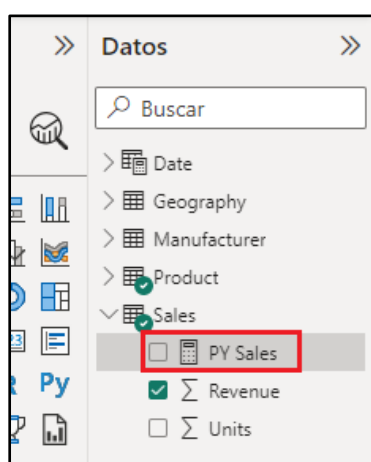 Datos
Buscar
Date
Geography
Manufacturer
Product
Sales
PY Sales
Py
Revenue
Units